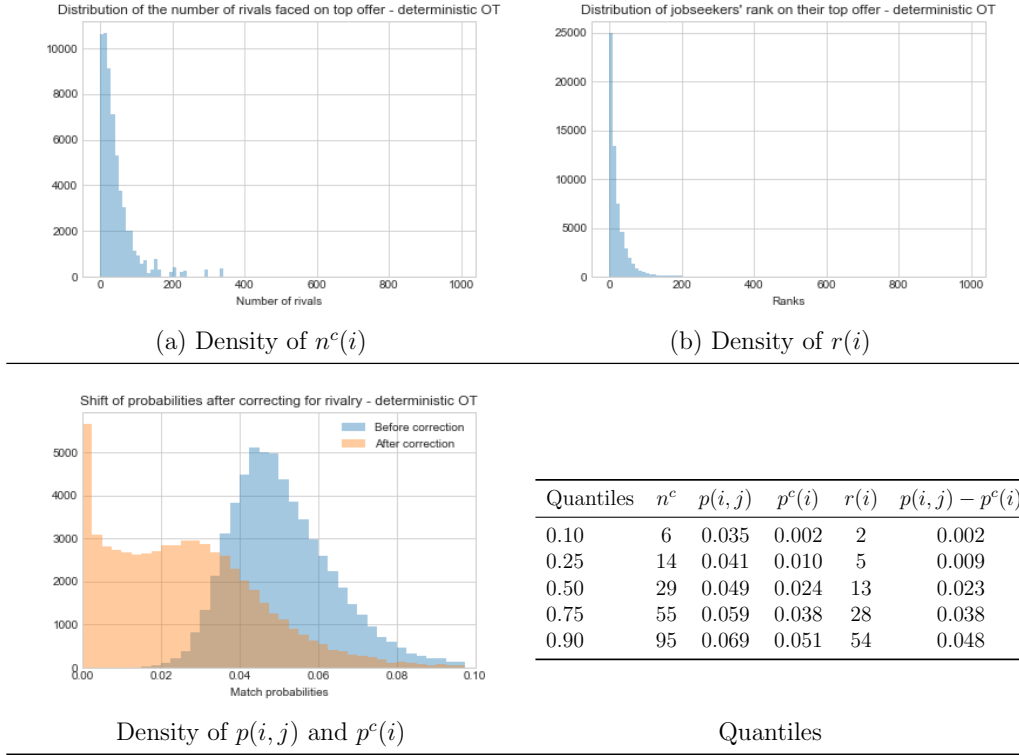 Distribution of the number of rivals faced on top offer - deterministic OT
10000
8000
6000
4000
2000
0
0 200 400 600 800 1000
Number of rivals
(a) Density of n^c(i)
Distribution of jobseekers' rank on their top offer - deterministic OT
25000
20000
15000
10000
5000
0
0 200 400 600 800 1000
Ranks
(b) Density of r(i)
Shift of probabilities after correcting for rivalry - deterministic OT
Before correction
After correction
5000
4000
3000
2000
1000
0
0.00 0.02 0.04 0.06 0.08 0.10
Match probabilities
Density of p(i, j) and p^c(i)
Quantiles n^c p(i, j) p^c(i) r(i) p(i, j) − p^c(i)
0.10 6 0.035 0.002 2 0.002
0.25 14 0.041 0.010 5 0.009
0.50 29 0.049 0.024 13 0.023
0.75 55 0.059 0.038 28 0.038
0.90 95 0.069 0.051 54 0.048
Quantiles